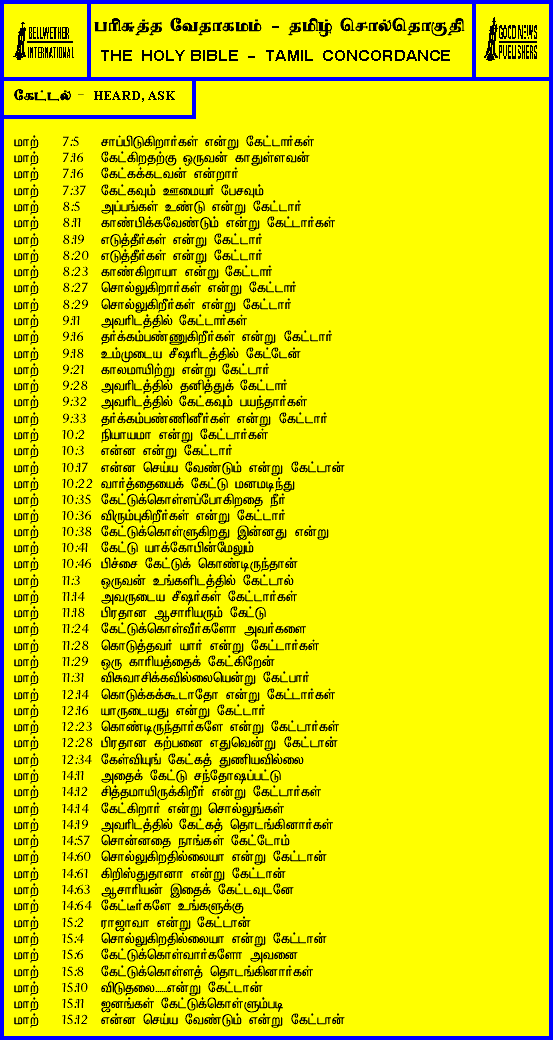 BELLWETHER
INTERNATIONAL
பரிசுத்த வேதாகமம் - தமிழ் சொல்தொகுதி
THE HOLY BIBLE - TAMIL CONCORDANCE
GOOD NEWS
PUBLISHERS
கேட்டல் - HEARD, ASK
மாற் 7:5 சாப்பிடுகிறார்கள் என்று கேட்டார்கள்
மாற் 7:16 கேட்கிறதற்கு ஒருவன் காதுள்ளவன்
மாற் 7:16 கேட்கக்கடவன் என்றார்
மாற் 7:37 கேட்கவும் ஊமையர் பேசவும்
மாற் 8:5 அப்பங்கள் உண்டு என்று கேட்டார்
மாற் 8:11 காண்பிக்கவேண்டும் என்று கேட்டார்கள்
மாற் 8:19 எடுத்தீர்கள் என்று கேட்டார்
மாற் 8:20 எடுத்தீர்கள் என்று கேட்டார்
மாற் 8:23 காண்கிறாயா என்று கேட்டார்
மாற் 8:27 சொல்லுகிறார்கள் என்று கேட்டார்
மாற் 8:29 சொல்லுகிறீர்கள் என்று கேட்டார்
மாற் 9:11 அவரிடத்தில் கேட்டார்கள்
மாற் 9:16 தர்க்கம்பண்ணுகிறீர்கள் என்று கேட்டார்
மாற் 9:18 உம்முடைய சீஷரிடத்தில் கேட்டேன்
மாற் 9:21 காலமாயிற்று என்று கேட்டார்
மாற் 9:28 அவரிடத்தில் தனித்துக் கேட்டார்
மாற் 9:32 அவரிடத்தில் கேட்கவும் பயந்தார்கள்
மாற் 9:33 தர்க்கம்பண்ணினீர்கள் என்று கேட்டார்
மாற் 10:2 நியாயமா என்று கேட்டார்கள்
மாற் 10:3 என்ன என்று கேட்டார்
மாற் 10:17 என்ன செய்ய வேண்டும் என்று கேட்டான்
மாற் 10:22 வார்த்தையைக் கேட்டு மனமடிந்து
மாற் 10:35 கேட்டுக்கொள்ளப்போகிறதை நீர்
மாற் 10:36 விரும்புகிறீர்கள் என்று கேட்டார்
மாற் 10:38 கேட்டுக்கொள்ளுகிறது இன்னது என்று
மாற் 10:41 கேட்டு யாக்கோபின்மேலும்
மாற் 10:46 பிச்சை கேட்டுக் கொண்டிருந்தான்
மாற் 11:3 ஒருவன் உங்களிடத்தில் கேட்டால்
மாற் 11:14 அவருடைய சீஷர்கள் கேட்டார்கள்
மாற் 11:18 பிரதான ஆசாரியரும் கேட்டு
மாற் 11:24 கேட்டுக்கொள்வீர்களோ அவர்களை
மாற் 11:28 கொடுத்தவர் யார் என்று கேட்டார்கள்
மாற் 11:29 ஒரு காரியத்தைக் கேட்கிறேன்
மாற் 11:31 விசுவாசிக்கவில்லையென்று கேட்பார்
மாற் 12:14 கொடுக்கக்கூடாதோ என்று கேட்டார்கள்
மாற் 12:16 யாருடையது என்று கேட்டார்
மாற் 12:23 கொண்டிருந்தார்களே என்று கேட்டார்கள்
மாற் 12:28 பிரதான கற்பனை எதுவென்று கேட்டான்
மாற் 12:34 கேள்வியுங் கேட்கத் துணியவில்லை
மாற் 14:11 அதைக் கேட்டு சந்தோஷப்பட்டு
மாற் 14:12 சித்தமாயிருக்கிறீர் என்று கேட்டார்கள்
மாற் 14:14 கேட்கிறார் என்று சொல்லுங்கள்
மாற் 14:19 அவரிடத்தில் கேட்கத் தொடங்கினார்கள்
மாற் 14:57 சொன்னதை நாங்கள் கேட்டோம்
மாற் 14:60 சொல்லுகிறதில்லையா என்று கேட்டான்
மாற் 14:61 கிறிஸ்துதானா என்று கேட்டான்
மாற் 14:63 ஆசாரியன் இதைக் கேட்டவுடனே
மாற் 14:64 கேட்டீர்களே உங்களுக்கு
மாற் 15:2 ராஜாவா என்று கேட்டான்
மாற் 15:4 சொல்லுகிறதில்லையா என்று கேட்டான்
மாற் 15:6 கேட்டுக்கொள்வார்களோ அவனை
மாற் 15:8 கேட்டுக்கொள்ளத் தொடங்கினார்கள்
மாற் 15:10 விடுதலை.....என்று கேட்டான்
மாற் 15:11 ஜனங்கள் கேட்டுக்கொள்ளும்படி
மாற் 15:12 என்ன செய்ய வேண்டும் என்று கேட்டான்